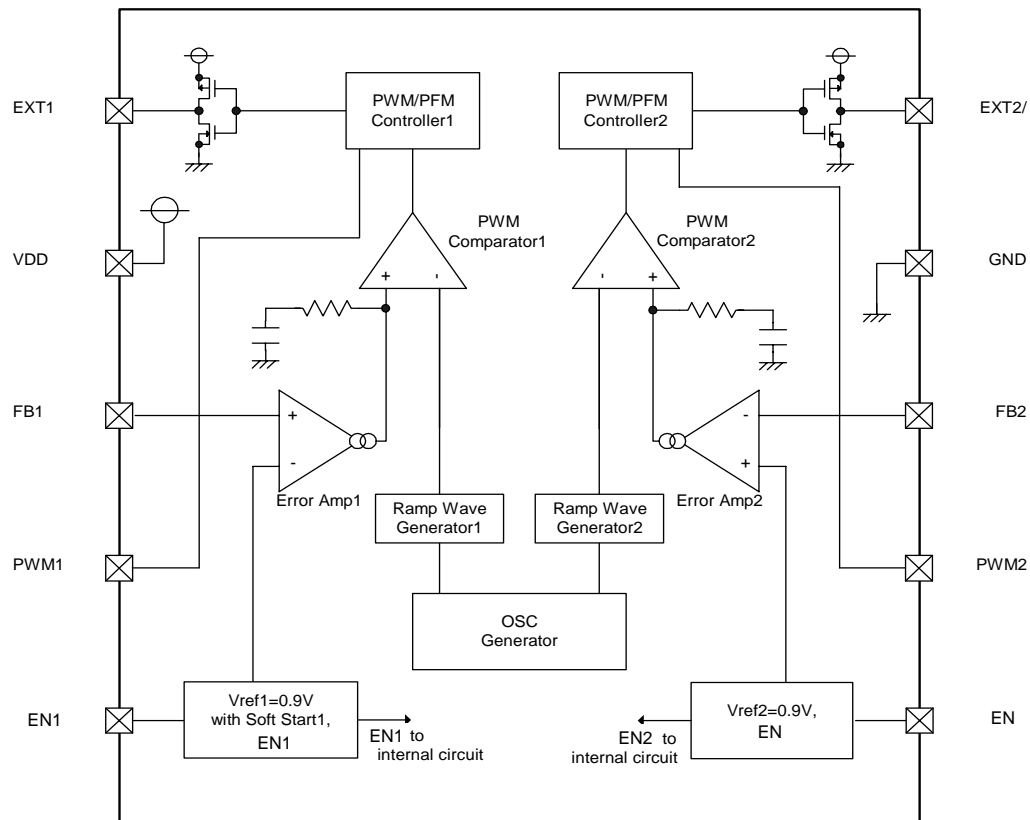 EXT1
PWM/PFM
Controller1
PWM/PFM
Controller2
EXT2/
VDD
PWM
Comparator1
+
-
PWM
Comparator2
-
+
GND
FB1
+
-
Error Amp1
-
+
Error Amp2
FB2
Ramp Wave
Generator1
Ramp Wave
Generator2
PWM1
PWM2
OSC
Generator
EN1
Vref1=0.9V
with Soft Start1,
EN1
EN1 to
internal circuit
EN2 to
internal circuit
Vref2=0.9V,
EN
EN